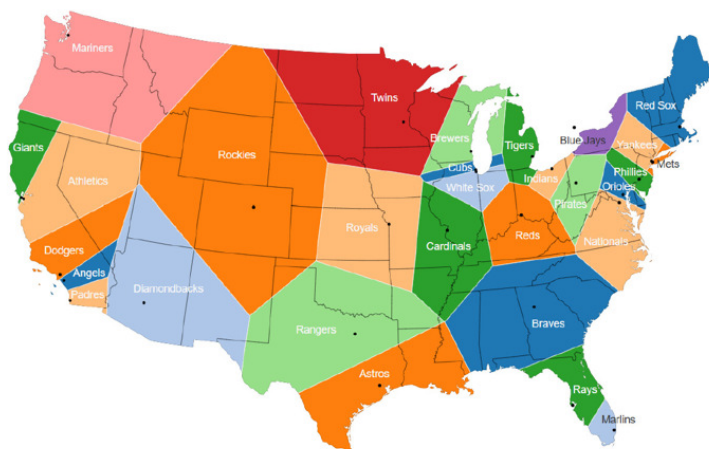 Mariners
Twins
Red Sox
Rockies
Brewers
Tigers
Blue Jays
Yankees
Giants
Mets
Athletics
Cubs
Phillies
White Sox
Indians
Orioles
Royals
Pirates
Cardinals
Reds
Nationals
Dodgers
Angels
Diamondbacks
Padres
Rangers
Braves
Astros
Rays
Marlins